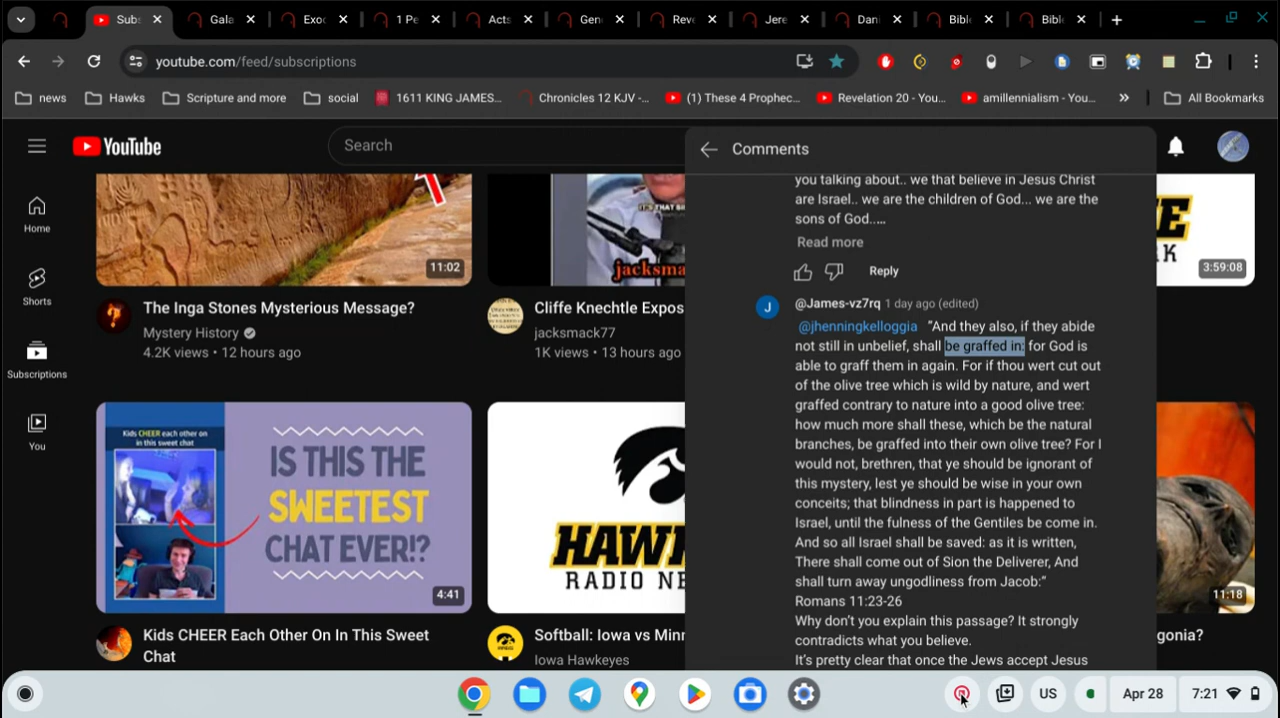 Subs
Gala
Exo
1 Pe
Acts
Gene
Reve
Jere
Dani
Bibl
Bibl
youtube.com/feed/subscriptions
news
Hawks
Scripture and more
social
1611 KING JAMES...
Chronicles 12 KJV -...
(1) These 4 Prophec...
Revelation 20 - You...
amillennialism - You...
All Bookmarks
YouTube
Search
Comments
Home
Shorts
Subscriptions
You
11:02
The Inga Stones Mysterious Message?
Mystery History
4.2K views • 12 hours ago
jacksma
Cliffe Knechtle Expos
jacksmack77
1K views • 13 hours ago
3:59:08
Kids CHEER each other on
in this sweet chat
IS THIS THE
SWEETEST
CHAT EVER!?
4:41
Kids CHEER Each Other On In This Sweet
Chat
HAWK
RADIO NE
Softball: Iowa vs Minn
Iowa Hawkeyes
11:18
gonia?
you talking about.. we that believe in Jesus Christ
are Israel.. we are the children of God... we are the
sons of God....
Read more
Reply
J
@James-vz7rq 1 day ago (edited)
@jhenningkelloggia “And they also, if they abide
not still in unbelief, shall be graffed in: for God is
able to graff them in again. For if thou wert cut out
of the olive tree which is wild by nature, and wert
graffed contrary to nature into a good olive tree:
how much more shall these, which be the natural
branches, be graffed into their own olive tree? For I
would not, brethren, that ye should be ignorant of
this mystery, lest ye should be wise in your own
conceits; that blindness in part is happened to
Israel, until the fulness of the Gentiles be come in.
And so all Israel shall be saved: as it is written,
There shall come out of Sion the Deliverer, And
shall turn away ungodliness from Jacob:”
Romans 11:23-26
Why don’t you explain this passage? It strongly
contradicts what you believe.
It’s pretty clear that once the Jews accept Jesus
US
Apr 28
7:21